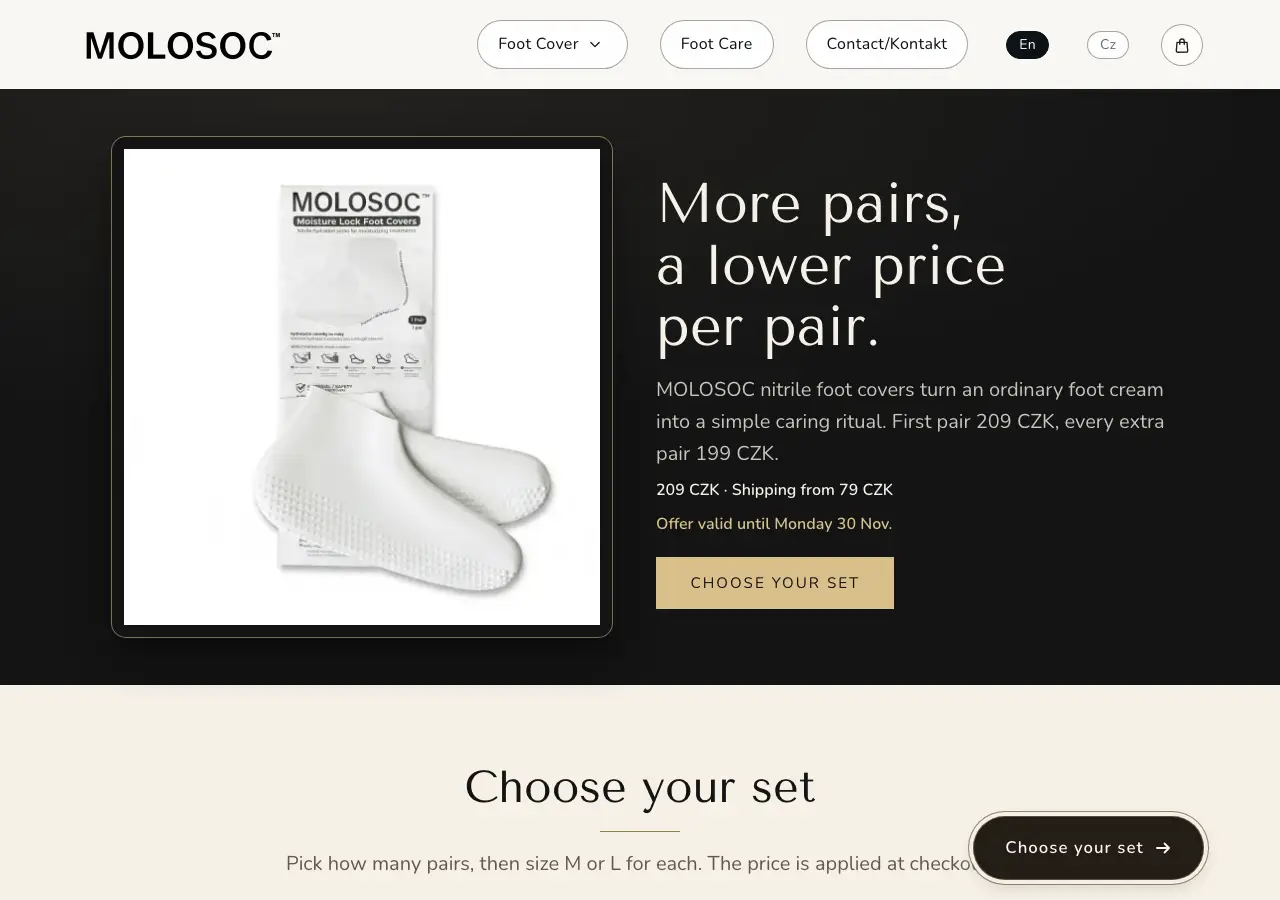 MOLOSOC™
Foot Cover
Foot Care
Contact/Kontakt
En
Cz
MOLOSOC™
Moisture Lock Foot Covers
More pairs,
a lower price
per pair.
MOLOSOC nitrile foot covers turn an ordinary foot cream
into a simple caring ritual. First pair 209 CZK, every extra
pair 199 CZK.
209 CZK · Shipping from 79 CZK
Offer valid until Monday 30 Nov.
CHOOSE YOUR SET
Choose your set
Pick how many pairs, then size M or L for each. The price is applied at
Choose your set